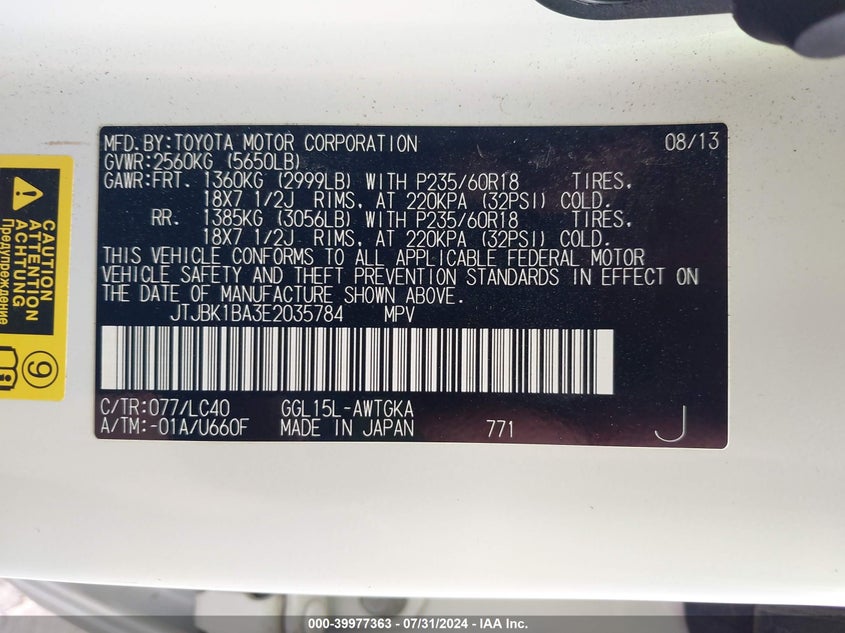 MFD.BY:TOYOTA MOTOR CORPORATION 08/13
GVWR:2560KG (5650LB)
GAWR:FRT. 1360KG (2999LB) WITH P235/60R18 TIRES,
18X7 1/2J RIMS, AT 220KPA (32PSI) COLD.
RR. 1385KG (3056LB) WITH P235/60R18 TIRES,
18X7 1/2J RIMS, AT 220KPA (32PSI) COLD.
THIS VEHICLE CONFORMS TO ALL APPLICABLE FEDERAL MOTOR
VEHICLE SAFETY AND THEFT PREVENTION STANDARDS IN EFFECT ON
THE DATE OF MANUFACTURE SHOWN ABOVE.
JTJBK1BA3E2035784 MPV
C/TR:077/LC40 GGL15L-AWTGKA
A/TM:-01A/U660F MADE IN JAPAN 771 J
CAUTION
ATTENTION
ACHTUNG
Предупреждение
9
000-39977363 - 07/31/2024 - IAA Inc.